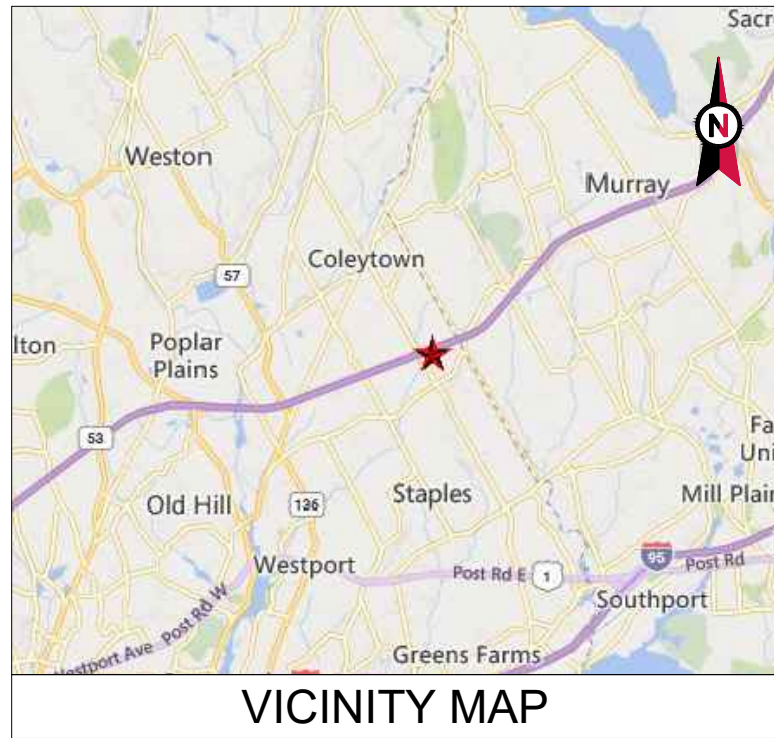 Sacr
N
Weston
Murray
Coleytown
57
lton
Poplar
Plains
53
Fa
Uni
Old Hill
136
Staples
Mill Plain
95
Westport
Post Rd E
1
Post Rd
Southport
Post Rd W
Westport Ave
Greens Farms
VICINITY MAP